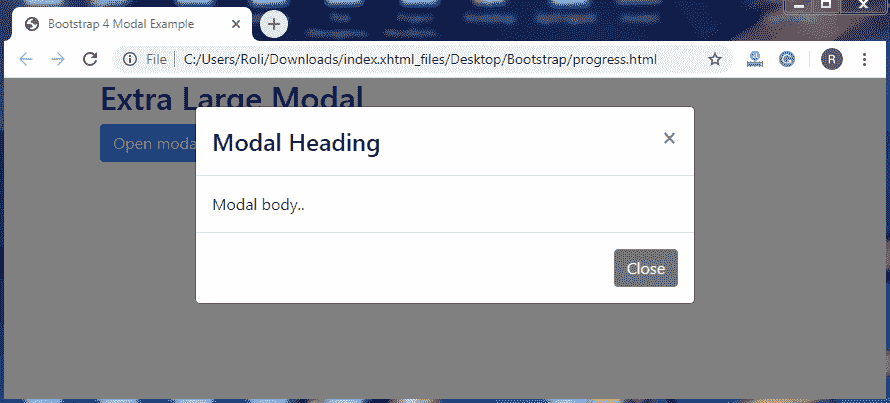 Bootstrap 4 Modal Example
File C:/Users/Roli/Downloads/index.xhtml_files/Desktop/Bootstrap/progress.html
R
Extra Large Modal
Open moda
Modal Heading
Modal body..
Close